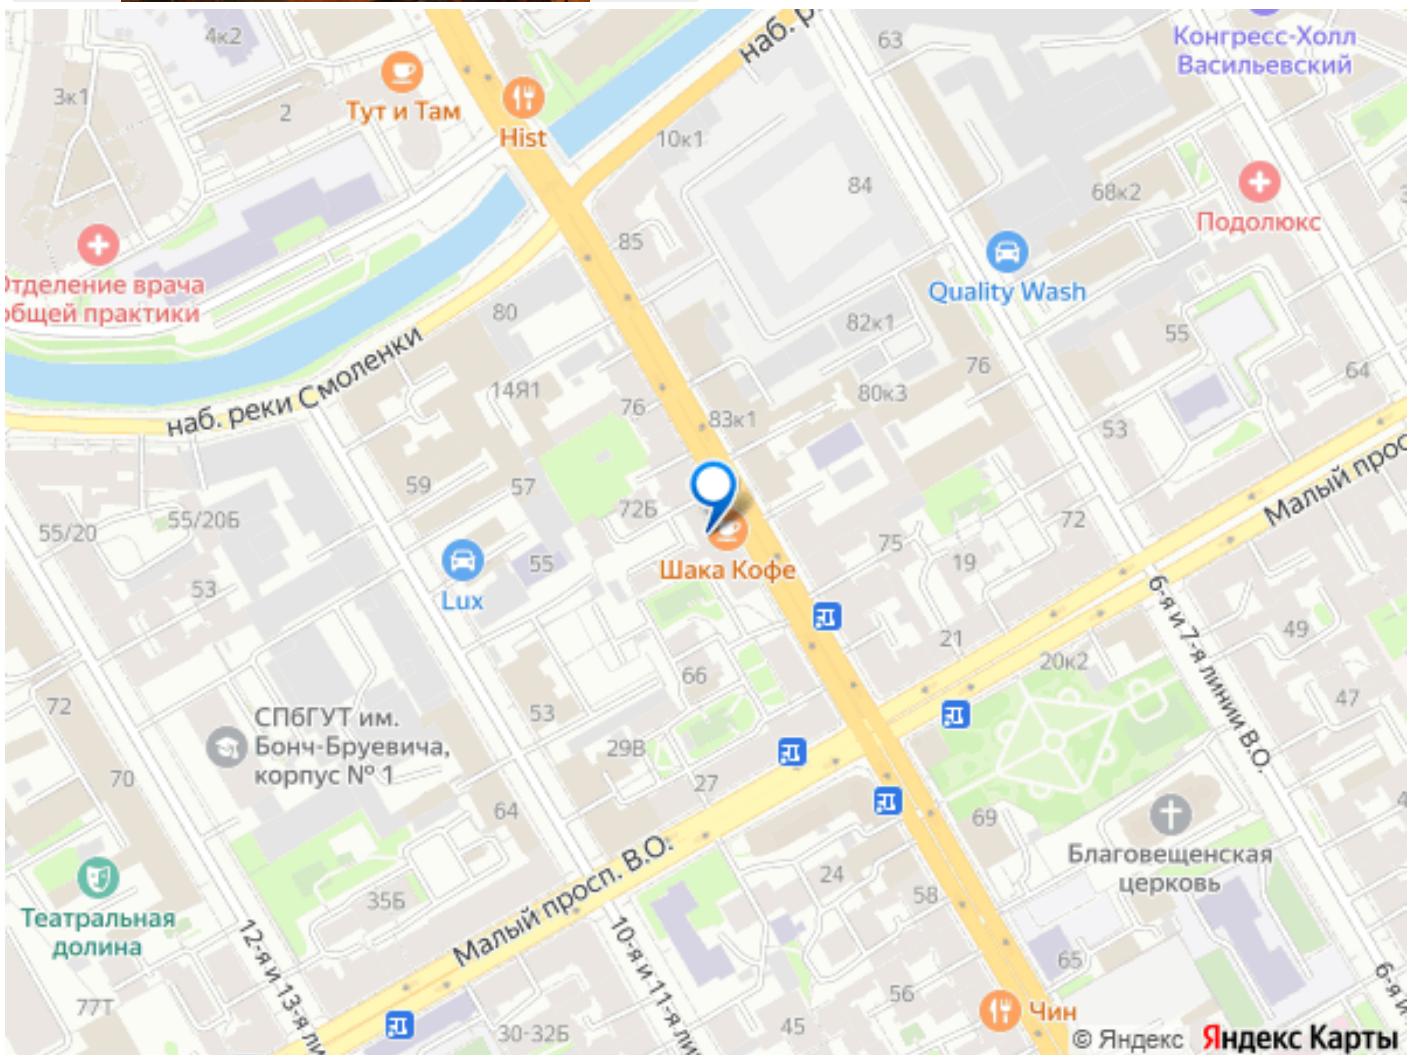 4к2
63
Конгресс-Холл
Васильевский
3к1
2
Тут и Там
Hist
наб. р
10к1
84
68к2
Подолюкс
Отделение врача
общей практики
85
Quality Wash
80
82к1
55
наб. реки Смоленки
14Я1
76
76
80к3
64
83к1
53
Малый прос
59
57
72Б
55/20
55/20Б
72
75
19
53
55
Lux
Шака Кофе
6-я и 7-я линии В.О.
49
21
20к2
66
47
72
53
СПбГУТ им.
Бонч-Бруевича,
корпус № 1
29В
27
70
64
69
Благовещенская
церковь
Малый просп. В.О.
24
58
35Б
Театральная
долина
12-я и 13-я ли
10-я и 11-я ли
65
6-я и
77Т
56
Чин
30-32Б
45
© Яндекс
Яндекс Карты